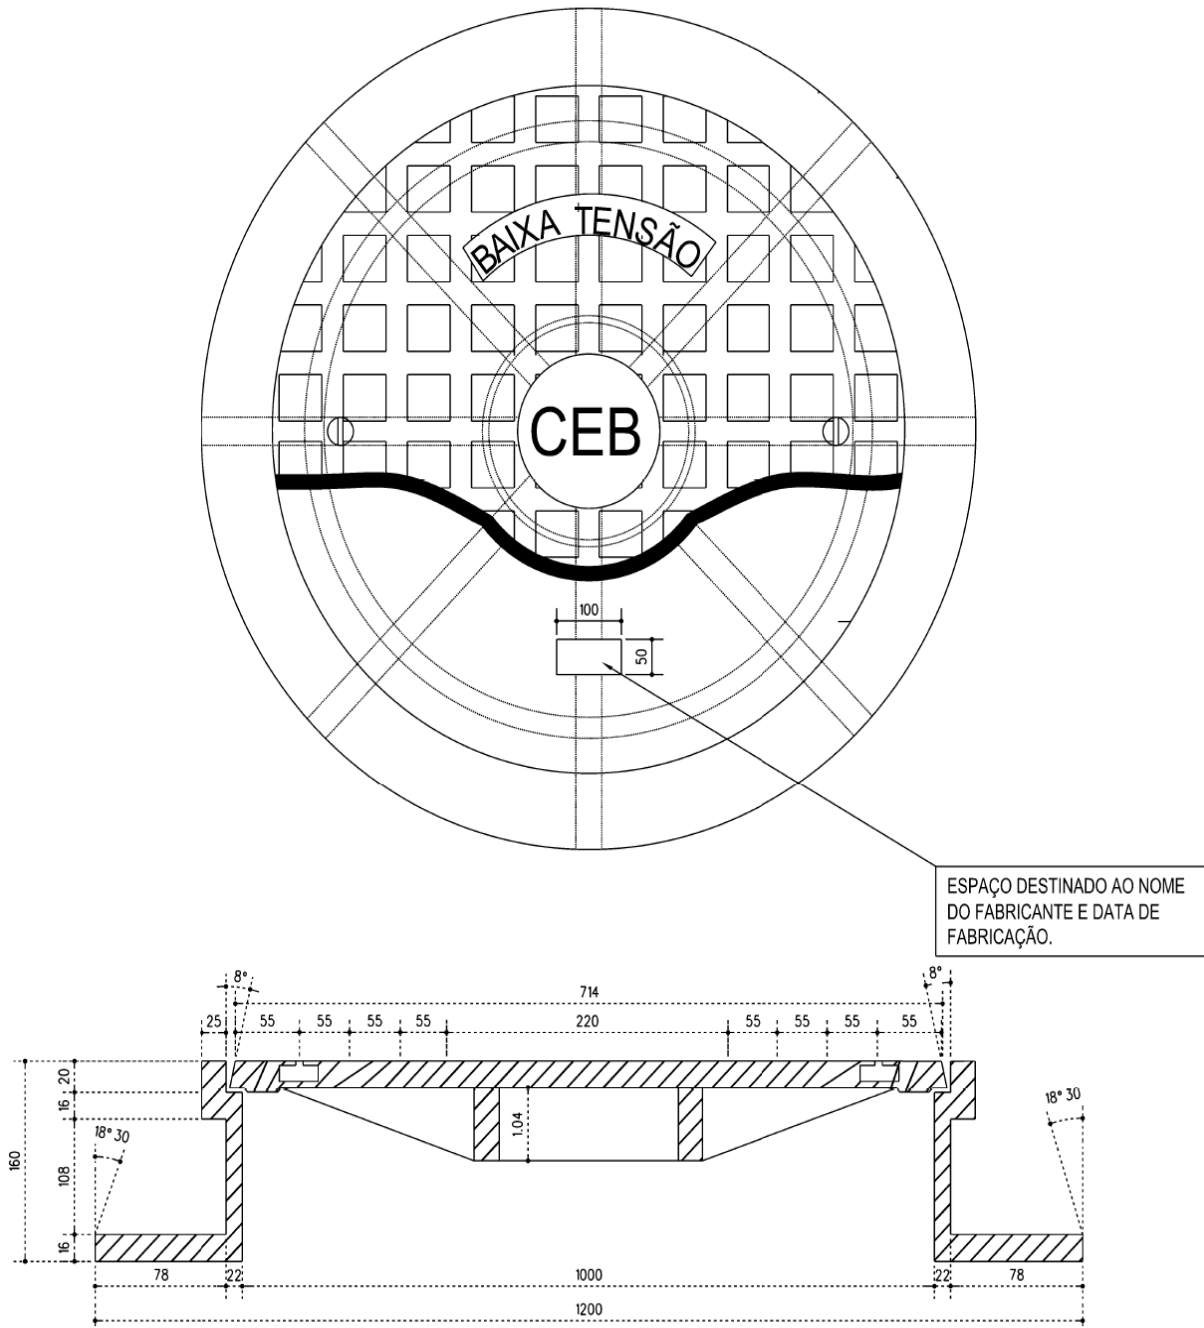 BAIXA TENSÃO
CEB
100
50
ESPAÇO DESTINADO AO NOME
DO FABRICANTE E DATA DE
FABRICAÇÃO.
8° 8°
714
25 55 55 55 55 220 55 55 55 55
20
16
18° 30 18° 30
1.04
160
108
16
78 22 1000 22 78
1200